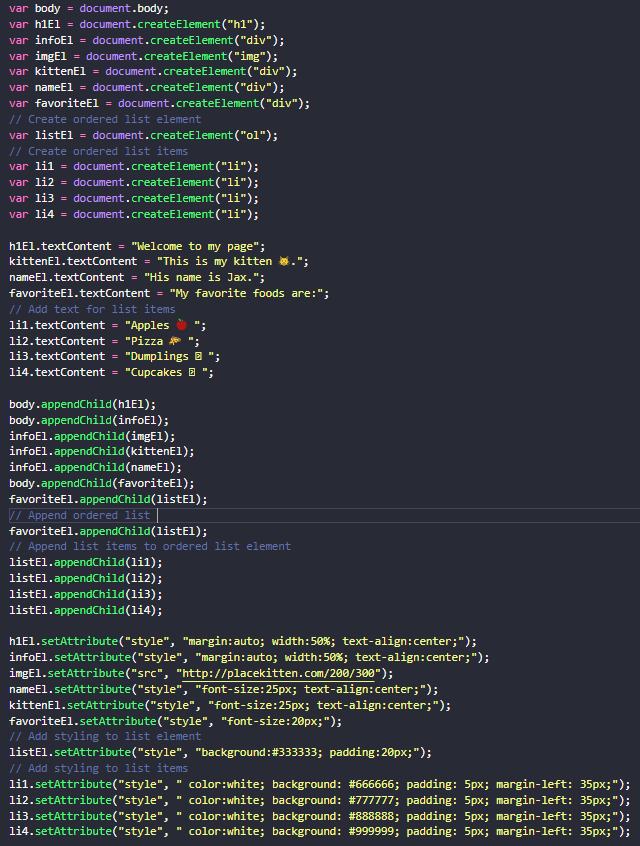 var body = document.body;
var h1El = document.createElement("h1");
var infoEl = document.createElement("div");
var imgEl = document.createElement("img");
var kittenEl = document.createElement("div");
var nameEl = document.createElement("div");
var favoriteEl = document.createElement("div");
// Create ordered list element
var listEl = document.createElement("ol");
// Create ordered list items
var li1 = document.createElement("li");
var li2 = document.createElement("li");
var li3 = document.createElement("li");
var li4 = document.createElement("li");
h1El.textContent = "Welcome to my page";
kittenEl.textContent = "This is my kitten 🐱.";
nameEl.textContent = "His name is Jax.";
favoriteEl.textContent = "My favorite foods are:";
// Add text for list items
li1.textContent = "Apples 🍎 ";
li2.textContent = "Pizza 🍕 ";
li3.textContent = "Dumplings ";
li4.textContent = "Cupcakes ";
body.appendChild(h1El);
body.appendChild(infoEl);
infoEl.appendChild(imgEl);
infoEl.appendChild(kittenEl);
infoEl.appendChild(nameEl);
body.appendChild(favoriteEl);
favoriteEl.appendChild(listEl);
// Append ordered list
favoriteEl.appendChild(listEl);
// Append list items to ordered list element
listEl.appendChild(li1);
listEl.appendChild(li2);
listEl.appendChild(li3);
listEl.appendChild(li4);
h1El.setAttribute("style", "margin:auto; width:50%; text-align:center;");
infoEl.setAttribute("style", "margin:auto; width:50%; text-align:center;");
imgEl.setAttribute("src", "http://placekitten.com/200/300");
nameEl.setAttribute("style", "font-size:25px; text-align:center;");
kittenEl.setAttribute("style", "font-size:25px; text-align:center;");
favoriteEl.setAttribute("style", "font-size:20px;");
// Add styling to list element
listEl.setAttribute("style", "background:#333333; padding:20px;");
// Add styling to list items
li1.setAttribute("style", " color:white; background: #666666; padding: 5px; margin-left: 35px;");
li2.setAttribute("style", " color:white; background: #777777; padding: 5px; margin-left: 35px;");
li3.setAttribute("style", " color:white; background: #888888; padding: 5px; margin-left: 35px;");
li4.setAttribute("style", " color:white; background: #999999; padding: 5px; margin-left: 35px;");